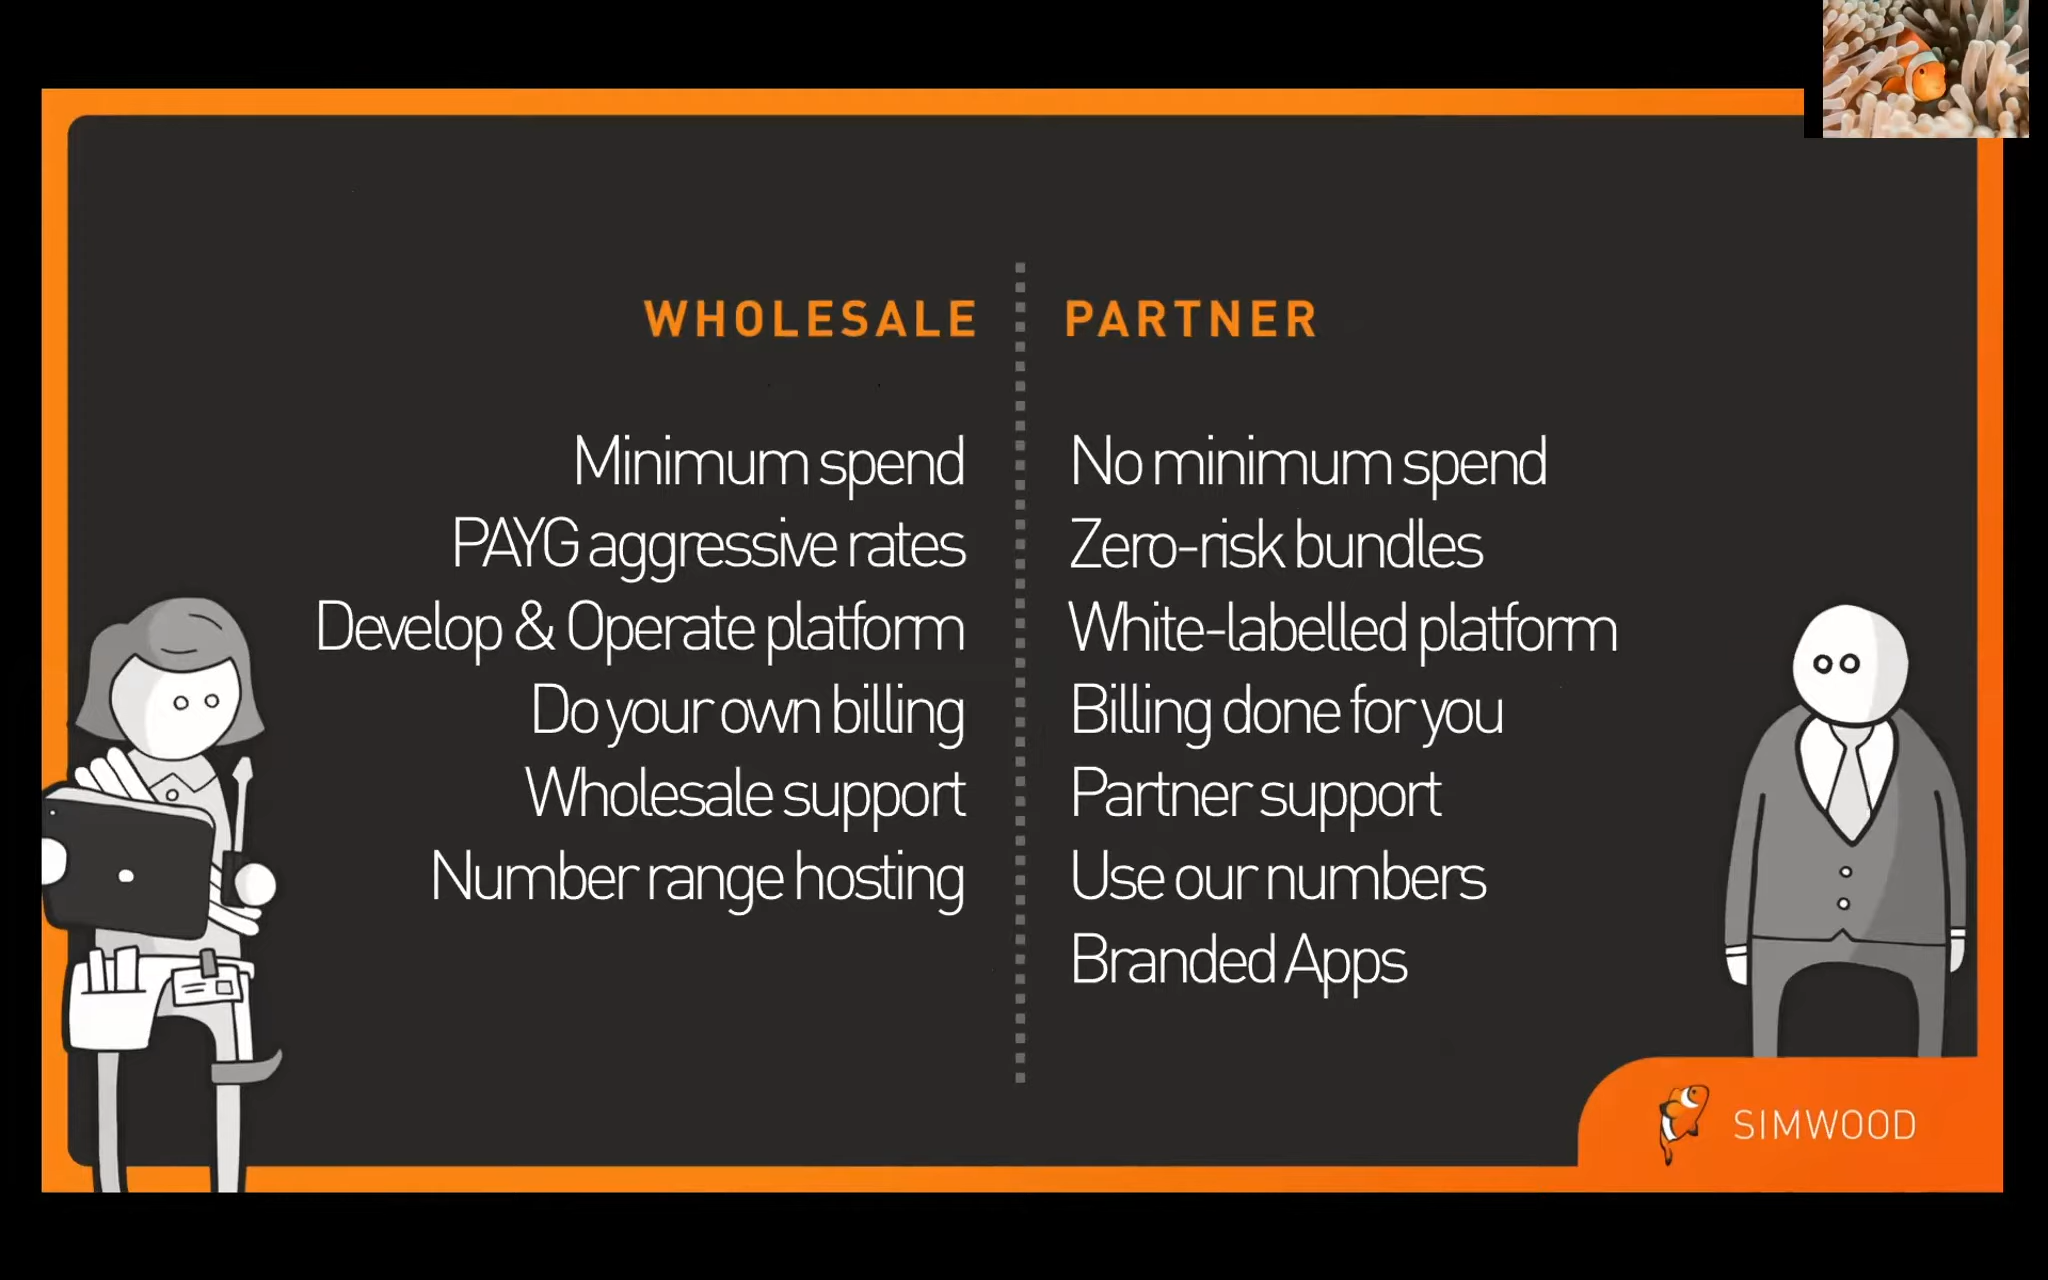 WHOLESALE
Minimum spend
PAYG aggressive rates
Develop & Operate platform
Do your own billing
Wholesale support
Number range hosting
PARTNER
No minimum spend
Zero-risk bundles
White-labelled platform
Billing done for you
Partner support
Use our numbers
Branded Apps
SIMWOOD